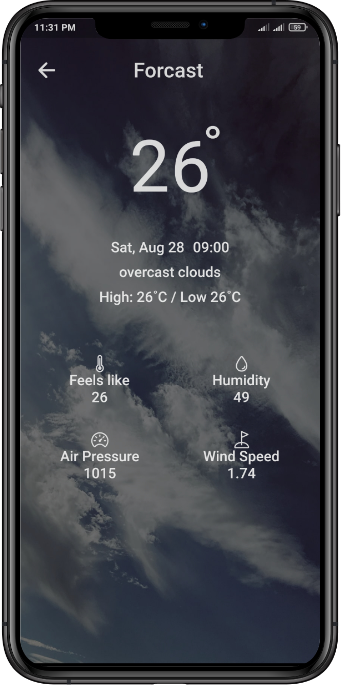 11:31 PM 59
Forcast
26°
Sat, Aug 28 09:00
overcast clouds
High: 26°C / Low 26°C
Feels like Humidity
26 49
Air Pressure Wind Speed
1015 1.74